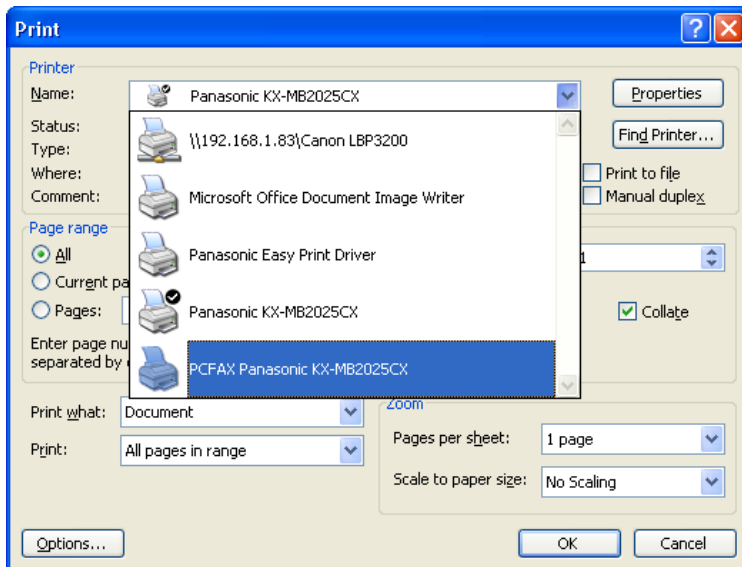 Print
Printer
Name: Panasonic KX-MB2025CX Properties
Status: \\192.168.1.83\Canon LBP3200 Find Printer...
Type:
Where: Print to file
Comment: Microsoft Office Document Image Writer Manual duplex
Page range
All Panasonic Easy Print Driver 1
Current pa
Pages: Panasonic KX-MB2025CX Collate
Enter page nu
separated by PCFAX Panasonic KX-MB2025CX
Print what: Document Zoom
Pages per sheet: 1 page
Print: All pages in range
Scale to paper size: No Scaling
Options... OK Cancel